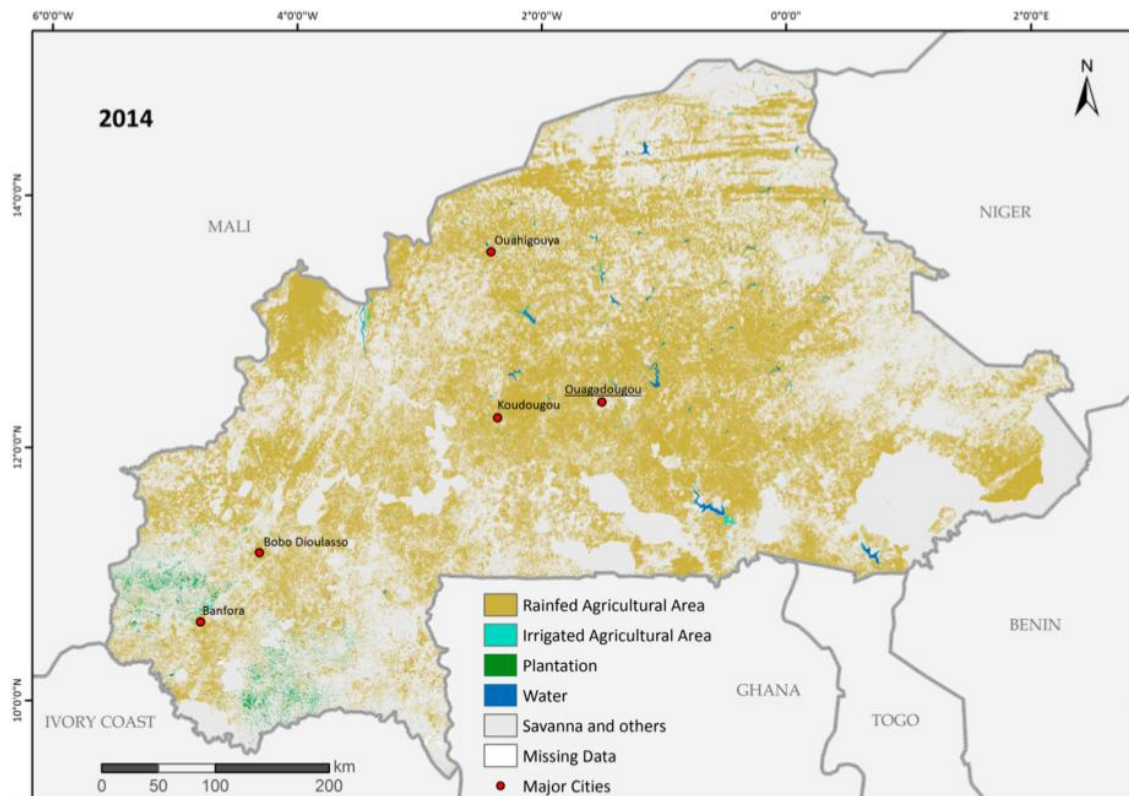 6°0'0"W
4°0'0"W
2°0'0"W
0°0'0"
2°0'0"E
2014
N
14°0'0"N
12°0'0"N
10°0'0"N
MALI
NIGER
Ouahigouya
Ouagadougou
Koudougou
Bobo Dioulasso
Banfora
BENIN
GHANA
TOGO
IVORY COAST
Rainfed Agricultural Area
Irrigated Agricultural Area
Plantation
Water
Savanna and others
Missing Data
Major Cities
km
0 50 100 200